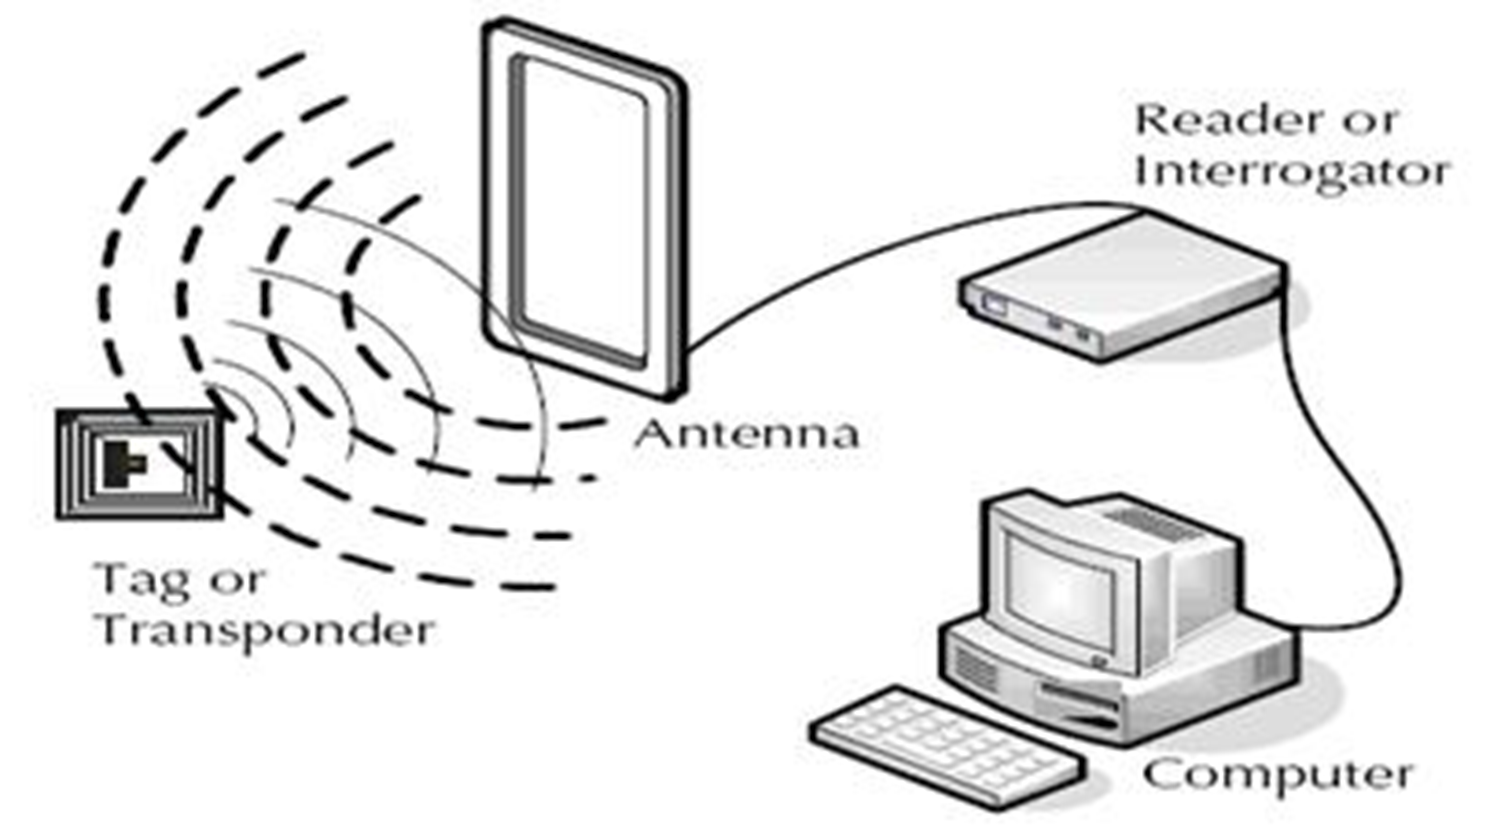 Reader or
Interrogator
Antenna
Tag or
Transponder
Computer